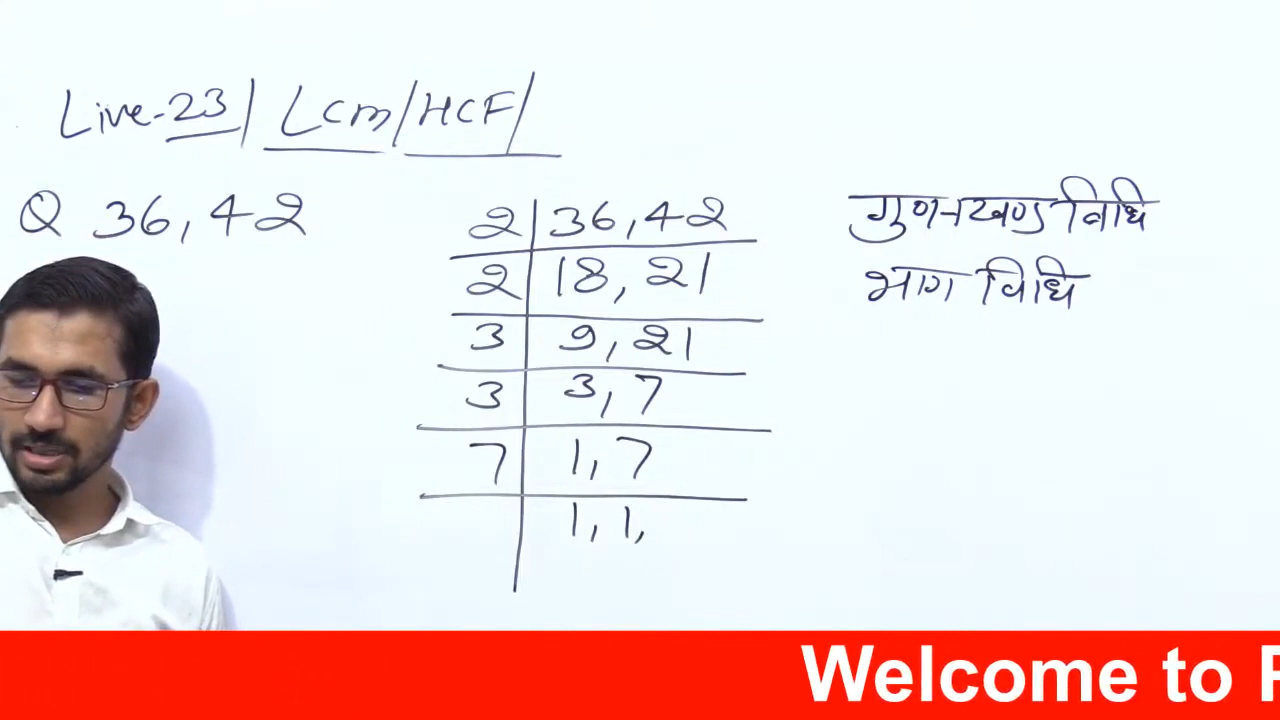 Live-23/ LCM/HCF/
Q 36, 42
2 | 36, 42
2 | 18, 21
3 | 9, 21
3 | 3, 7
7 | 1, 7
1, 1,
गुणनखण्ड विधि
भाग विधि
Welcome to